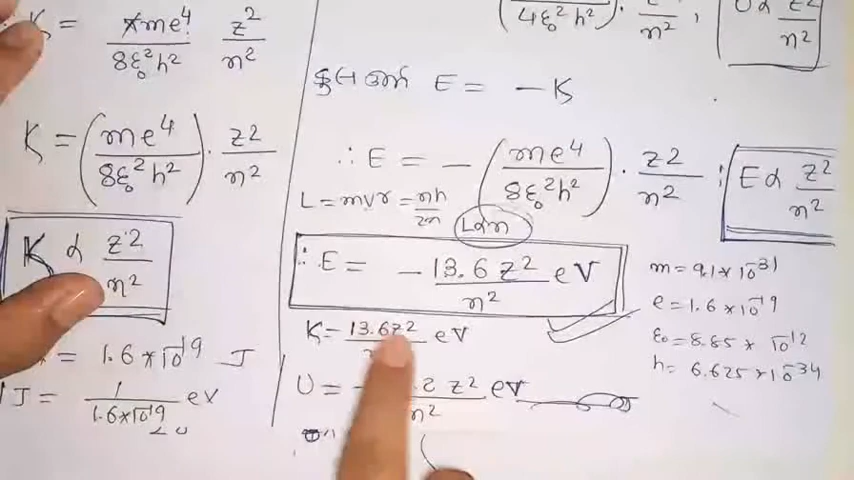 K = me⁴ / 8ε₀²h² z²/n²
K = (me⁴ / 8ε₀²h²) . z²/n²
K α z²/n²
= 1.6 × 10⁻¹⁹ J
1J = 1 / 1.6×10⁻¹⁹ eV
4ε₀²h² ) . n² ,
U α z²/n²
E = - K
∴ E = - (me⁴ / 8ε₀²h²) . z²/n² ; E α z²/n²
L = mvr = nh/2π
L α n
∴ E = - 13.6 z² / n² eV
K = 13.6z² eV
U = z² / n² eV
m = 9.1×10⁻³¹
e = 1.6×10⁻¹⁹
ε₀ = 8.85 × 10⁻¹²
h = 6.625×10⁻³⁴